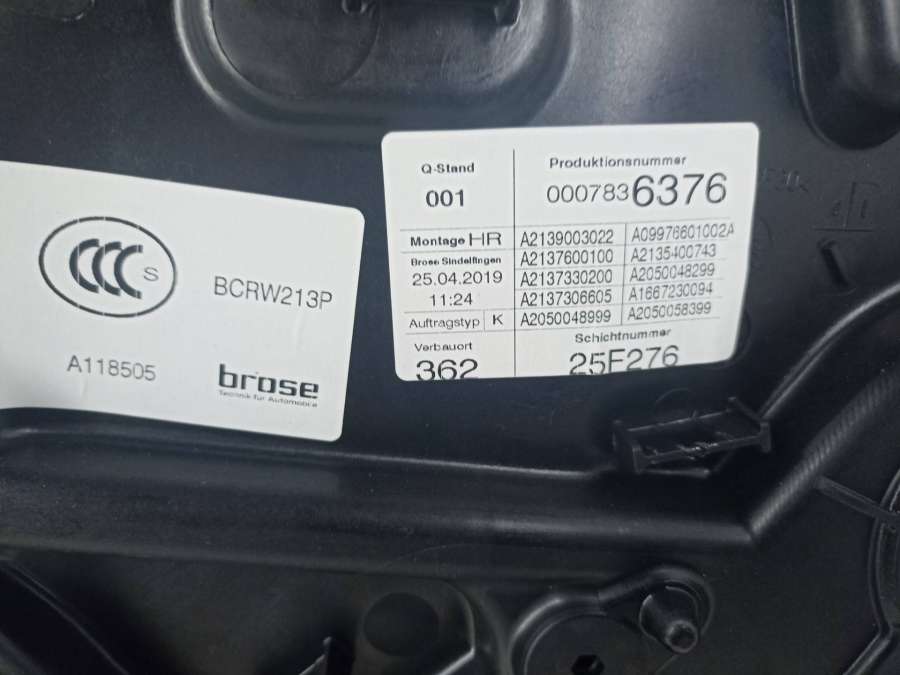 CCC S
BCRW213P
A118505
brose
Technik für Automobile
Q-Stand
001
Produktionsnummer
0007836376
Montage HR
Brose Sindelfingen
25.04.2019
11:24
Auftragstyp K
Verbauort
362
A2139003022 A09976601002A
A2137600100 A2135400743
A2137330200 A2050048299
A2137306605 A1667230094
A2050048999 A2050058399
Schichtnummer
25F276